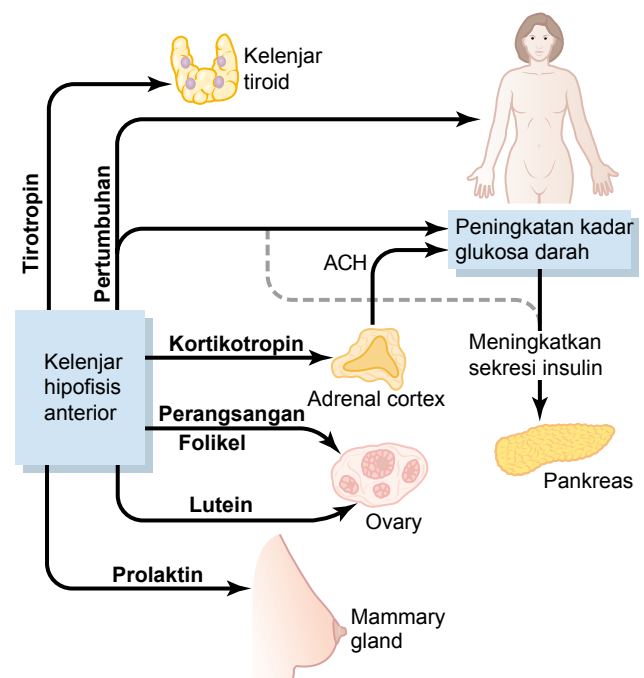 Kelenjar
tiroid
Tirotropin
Pertumbuhan
Peningkatan kadar
glukosa darah
ACH
Kortikotropin
Adrenal cortex
Meningkatkan
sekresi insulin
Kelenjar
hipofisis
anterior
Perangsangan
Folikel
Pankreas
Lutein
Ovary
Prolaktin
Mammary
gland